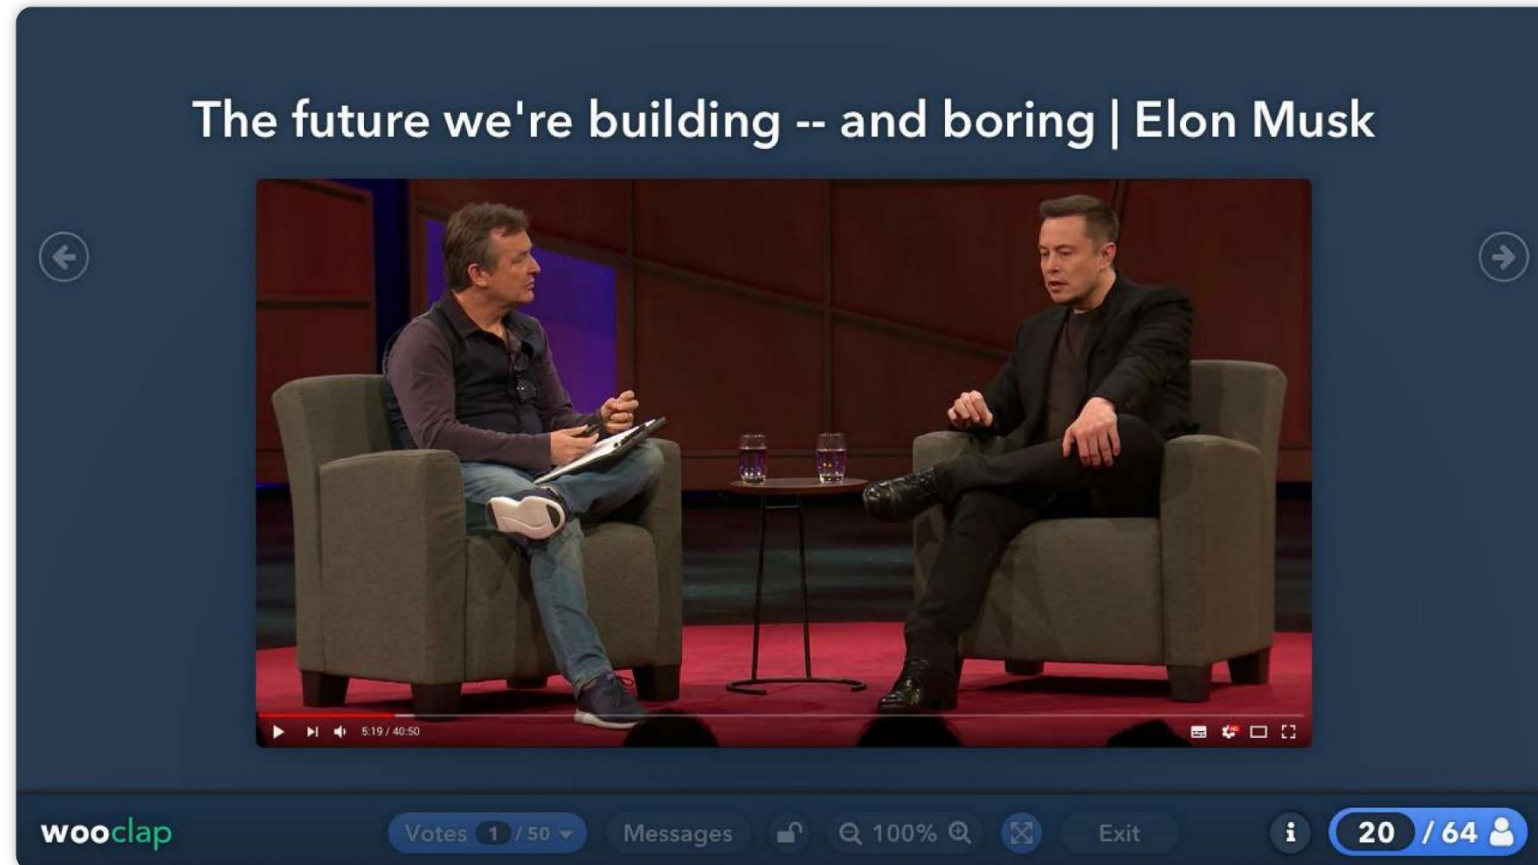 The future we're building -- and boring | Elon Musk
5:19 / 40:50
wooclap
Votes 1 / 50
Messages
100%
Exit
i
20 / 64